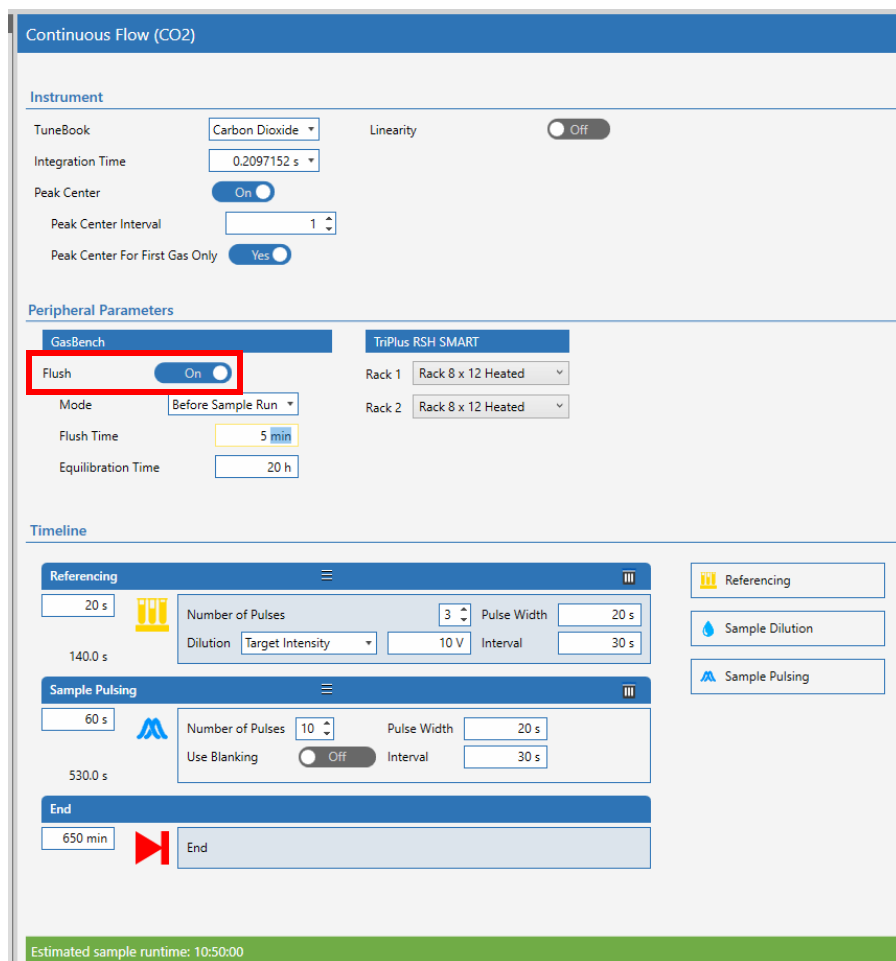 Continuous Flow (CO2)
Instrument
TuneBook Carbon Dioxide Linearity Off
Integration Time 0.2097152 s
Peak Center On
Peak Center Interval 1
Peak Center For First Gas Only Yes
Peripheral Parameters
GasBench TriPlus RSH SMART
Flush On Rack 1 Rack 8 x 12 Heated
Mode Before Sample Run Rack 2 Rack 8 x 12 Heated
Flush Time 5 min
Equilibration Time 20 h
Timeline
Referencing
20 s Number of Pulses 3 Pulse Width 20 s
Dilution Target Intensity 10 V Interval 30 s
140.0 s
Sample Pulsing
60 s Number of Pulses 10 Pulse Width 20 s
Use Blanking Off Interval 30 s
530.0 s
End
650 min End
Referencing
Sample Dilution
Sample Pulsing
Estimated sample runtime: 10:50:00